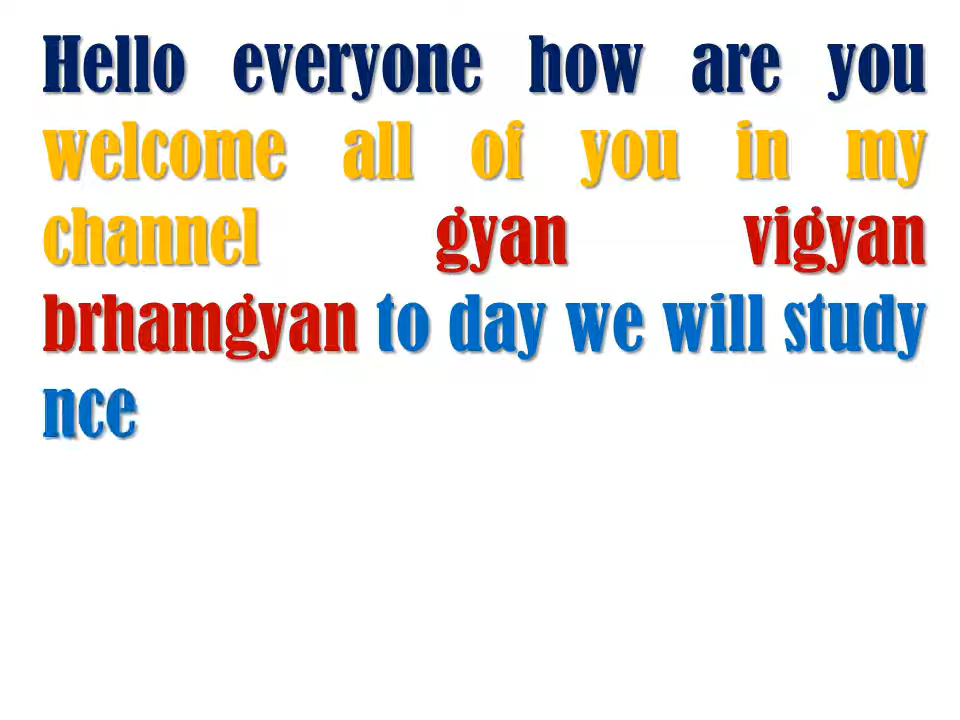 Hello everyone how are you
welcome all of you in my
channel gyan vigyan
brhamgyan to day we will study
nce